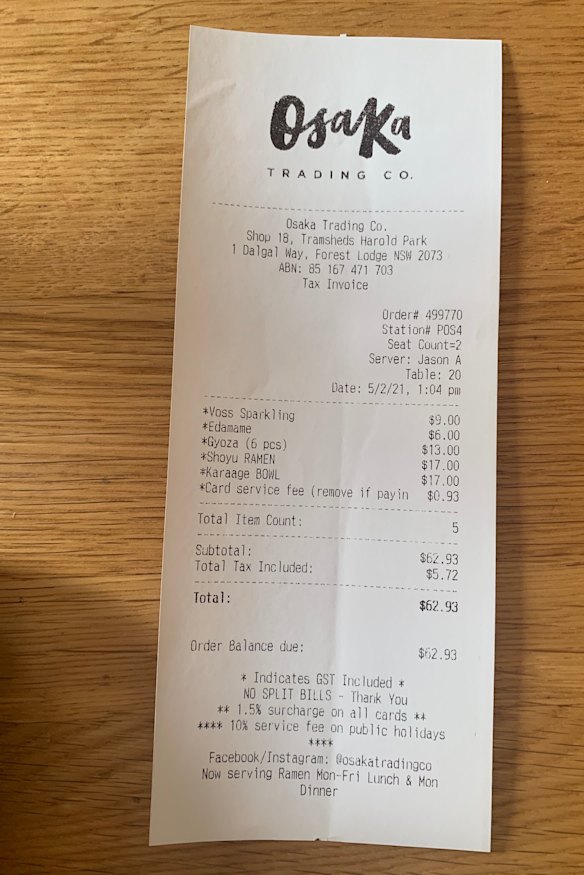 Osaka
TRADING CO.
Osaka Trading Co.
Shop 18, Tramsheds Harold Park
1 Dalgal Way, Forest Lodge NSW 2073
ABN: 85 167 471 703
Tax Invoice
Order# 499770
Station# POS4
Seat Count=2
Server: Jason A
Table: 20
Date: 5/2/21, 1:04 pm
*Voss Sparkling $9.00
*Edamame $6.00
*Gyoza (6 pcs) $13.00
*Shoyu RAMEN $17.00
*Karaage BOWL $17.00
*Card service fee (remove if payin $0.93
Total Item Count: 5
Subtotal: $62.93
Total Tax Included: $5.72
Total: $62.93
Order Balance due: $62.93
* Indicates GST Included *
NO SPLIT BILLS - Thank You
** 1.5% surcharge on all cards **
**** 10% service fee on public holidays
****
Facebook/Instagram: @osakatradingco
Now serving Ramen Mon-Fri Lunch & Mon
Dinner